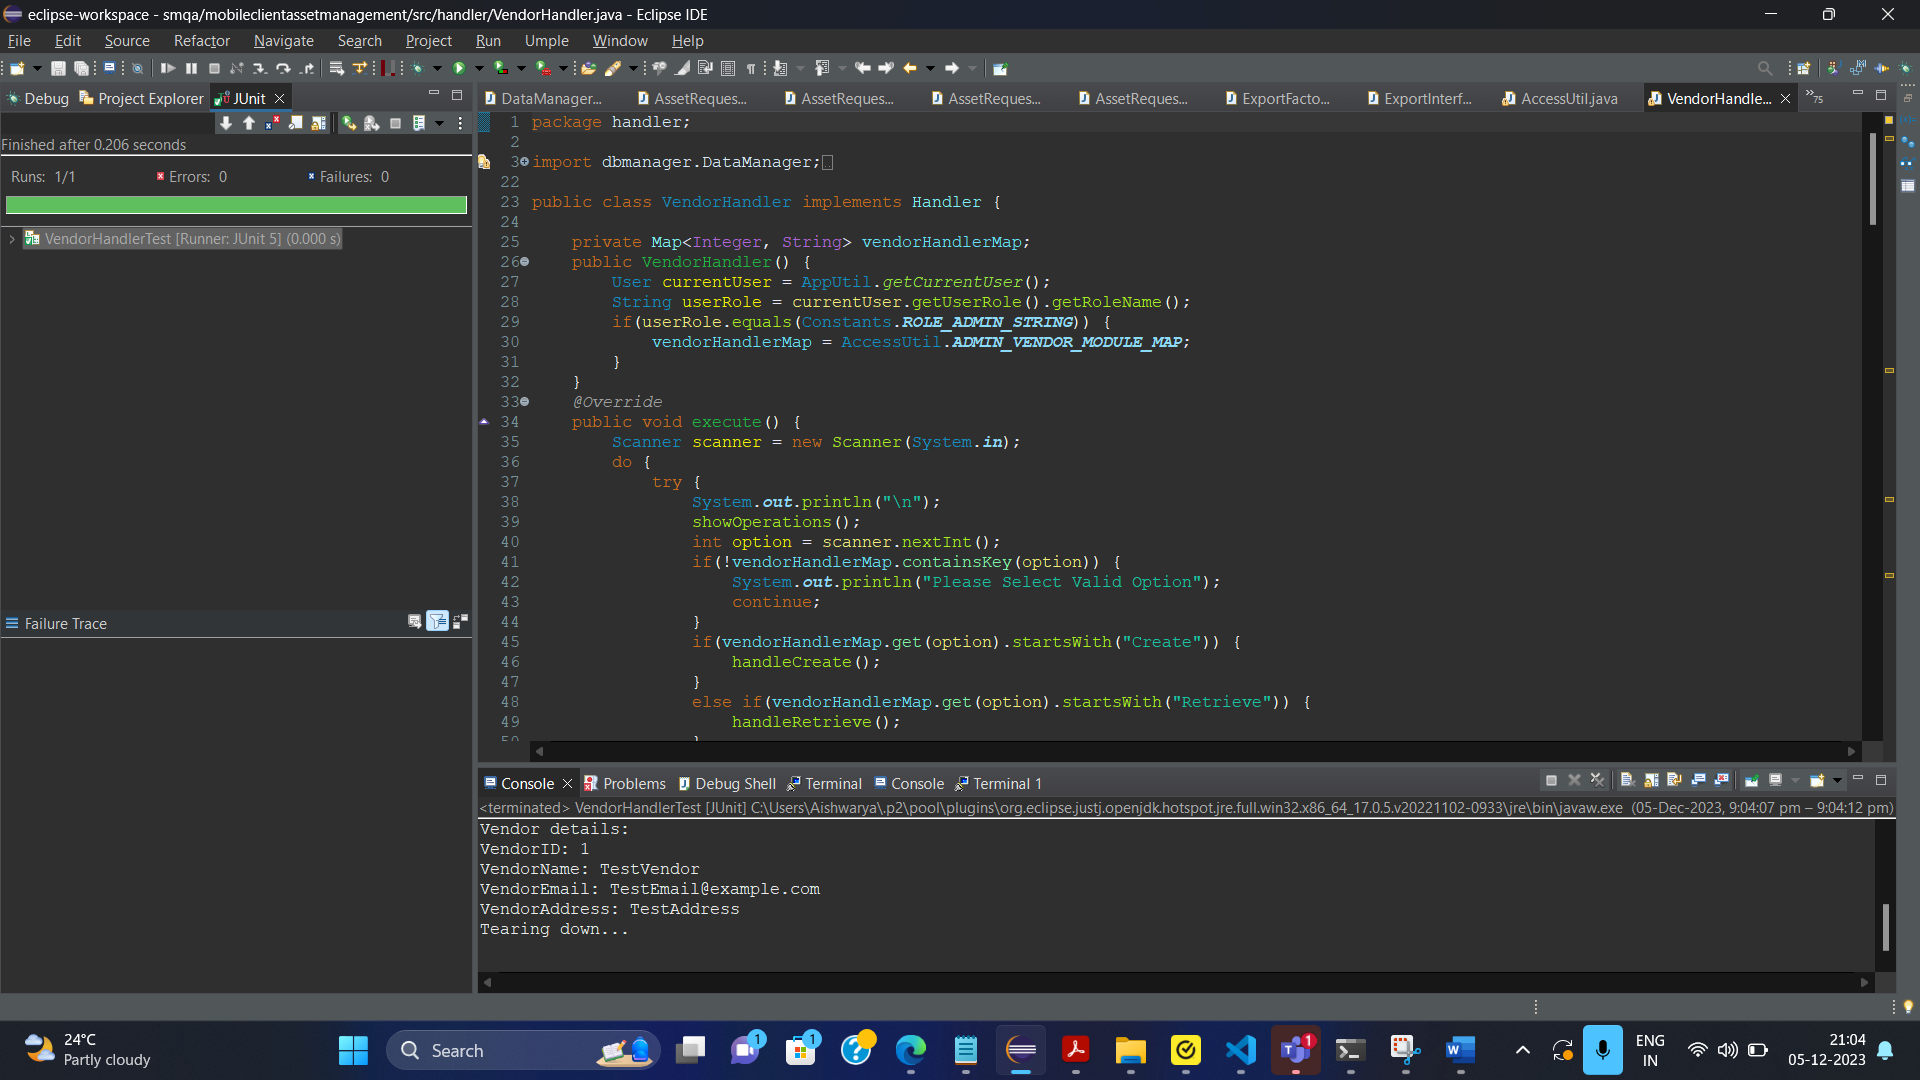 eclipse-workspace - smqa/mobileclientassetmanagement/src/handler/VendorHandler.java - Eclipse IDE
File Edit Source Refactor Navigate Search Project Run Umple Window Help
Debug Project Explorer JUnit
DataManager... AssetReques... AssetReques... AssetReques... AssetReques... ExportFacto... ExportInterf... AccessUtil.java VendorHandle... »75
Finished after 0.206 seconds
Runs: 1/1 Errors: 0 Failures: 0
VendorHandlerTest [Runner: JUnit 5] (0.000 s)
Failure Trace
1 package handler;
2
3 import dbmanager.DataManager;
22
23 public class VendorHandler implements Handler {
24
25 private Map<Integer, String> vendorHandlerMap;
26 public VendorHandler() {
27 User currentUser = AppUtil.getCurrentUser();
28 String userRole = currentUser.getUserRole().getRoleName();
29 if(userRole.equals(Constants.ROLE_ADMIN_STRING)) {
30 vendorHandlerMap = AccessUtil.ADMIN_VENDOR_MODULE_MAP;
31 }
32 }
33 @Override
34 public void execute() {
35 Scanner scanner = new Scanner(System.in);
36 do {
37 try {
38 System.out.println("\n");
39 showOperations();
40 int option = scanner.nextInt();
41 if(!vendorHandlerMap.containsKey(option)) {
42 System.out.println("Please Select Valid Option");
43 continue;
44 }
45 if(vendorHandlerMap.get(option).startsWith("Create")) {
46 handleCreate();
47 }
48 else if(vendorHandlerMap.get(option).startsWith("Retrieve")) {
49 handleRetrieve();
50 }
Console Problems Debug Shell Terminal Console Terminal 1
<terminated> VendorHandlerTest [JUnit] C:\Users\Aishwarya\.p2\pool\plugins\org.eclipse.justj.openjdk.hotspot.jre.full.win32.x86_64_17.0.5.v20221102-0933\jre\bin\javaw.exe (05-Dec-2023, 9:04:07 pm – 9:04:12 pm)
Vendor details:
VendorID: 1
VendorName: TestVendor
VendorEmail: TestEmail@example.com
VendorAddress: TestAddress
Tearing down...
24°C
Partly cloudy
Search
1
1
1
ENG
IN
21:04
05-12-2023